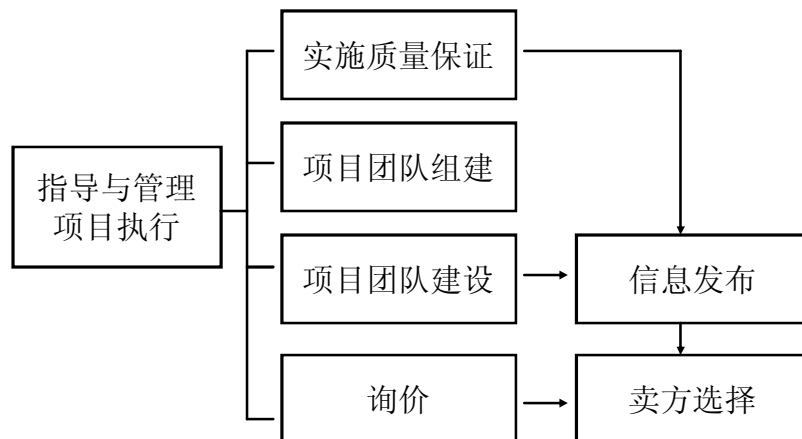 实施质量保证
项目团队组建
指导与管理
项目执行
项目团队建设
信息发布
询价
卖方选择